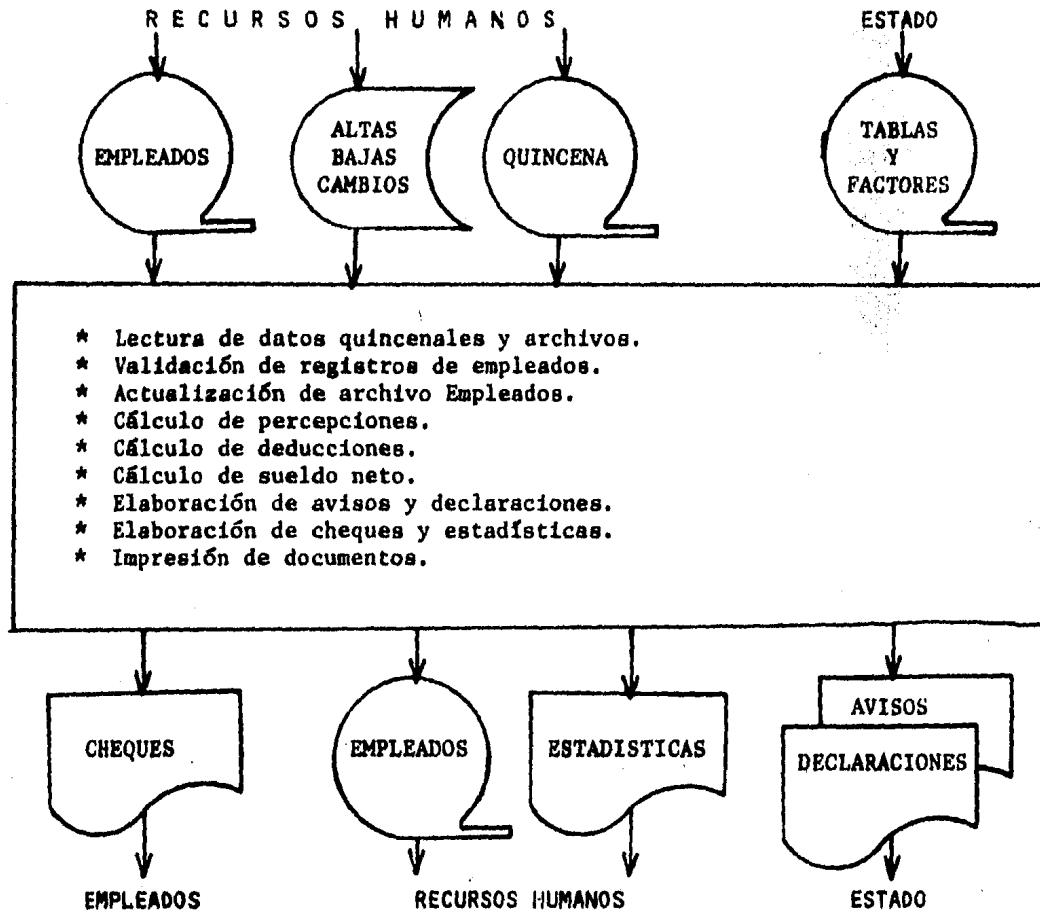 RECURSOS HUMANOS
ESTADO
EMPLEADOS
ALTAS
BAJAS
CAMBIOS
QUINCENA
TABLAS
Y
FACTORES
* Lectura de datos quincenales y archivos.
* Validación de registros de empleados.
* Actualización de archivo Empleados.
* Cálculo de percepciones.
* Cálculo de deducciones.
* Cálculo de sueldo neto.
* Elaboración de avisos y declaraciones.
* Elaboración de cheques y estadísticas.
* Impresión de documentos.
CHEQUES
EMPLEADOS
ESTADISTICAS
AVISOS
DECLARACIONES
EMPLEADOS
RECURSOS HUMANOS
ESTADO